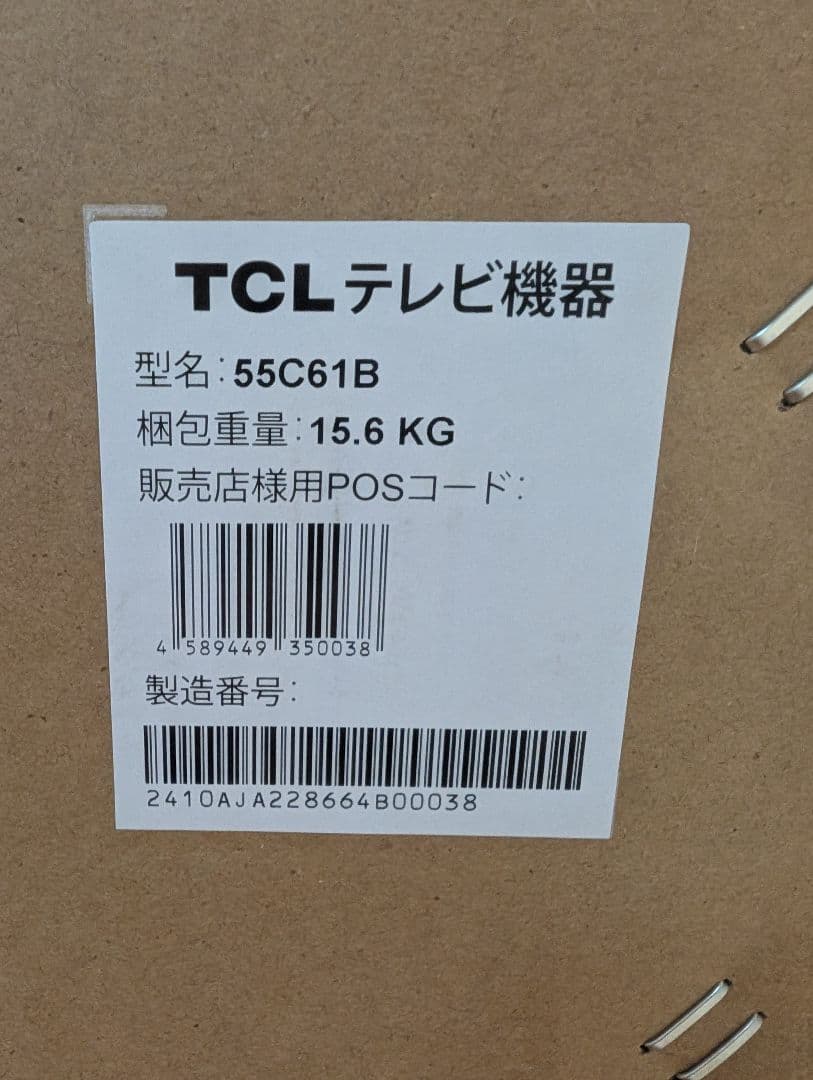 TCLテレビ機器
型名:55C61B
梱包重量:15.6 KG
販売店様用POSコード:
4 589449 350038
製造番号:
2410AJA228664B00038